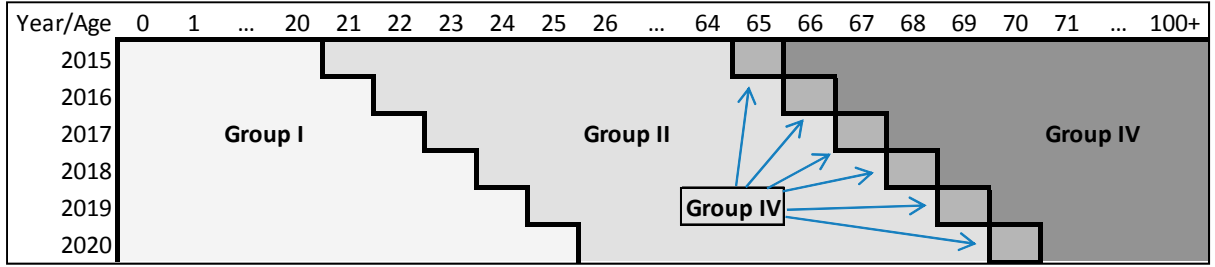 Year/Age 0 1 ... 20 21 22 23 24 25 26 ... 64 65 66 67 68 69 70 71 ... 100+
2015
2016
2017 Group I Group II Group IV
2018
2019 Group IV
2020